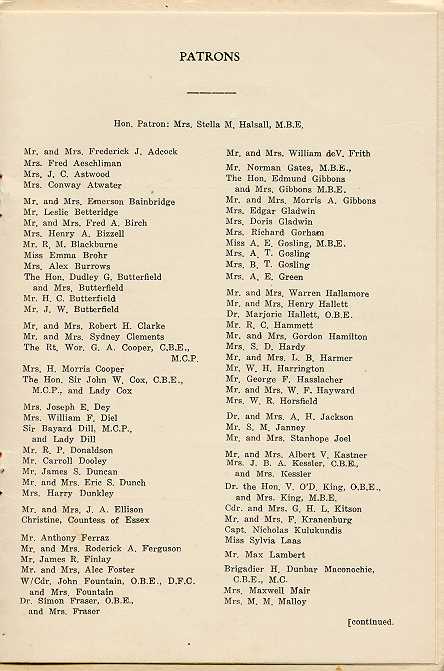 PATRONS
Hon. Patron: Mrs. Stella M. Halsall, M.B.E.
Mr. and Mrs. Frederick J. Adcock
Mrs. Fred Aeschliman
Mrs. J. C. Astwood
Mrs. Conway Atwater
Mr. and Mrs. Emerson Bainbridge
Mr. Leslie Betteridge
Mr. and Mrs. Fred A. Birch
Mrs. Henry A. Bizzell
Mr. R. M. Blackburne
Miss Emma Brohr
Mrs. Alex Burrows
The Hon. Dudley G. Butterfield
and Mrs. Butterfield
Mr. H. C. Butterfield
Mr. J. W. Butterfield
Mr. and Mrs. Robert H. Clarke
Mr. and Mrs. Sydney Clements
The Rt. Wor. G. A. Cooper, C.B.E.,
M.C.P.
Mrs. H. Morris Cooper
The Hon. Sir John W. Cox, C.B.E.,
M.C.P., and Lady Cox
Mrs. Joseph E. Dey
Mrs. William F. Diel
Sir Bayard Dill, M.C.P.,
and Lady Dill
Mr. R. P. Donaldson
Mr. Carroll Dooley
Mr. James S. Duncan
Mr. and Mrs. Eric S. Dunch
Mrs. Harry Dunkley
Mr. and Mrs. J. A. Ellison
Christine, Countess of Essex
Mr. Anthony Ferraz
Mr. and Mrs. Roderick A. Ferguson
Mr. James R. Finlay
Mr. and Mrs. Alec Foster
W/Cdr. John Fountain, O.B.E., D.F.C.
and Mrs. Fountain
Dr. Simon Fraser, O.B.E.,
and Mrs. Fraser
Mr. and Mrs. William deV. Frith
Mr. Norman Gates, M.B.E.,
The Hon. Edmund Gibbons
and Mrs. Gibbons M.B.E.
Mr. and Mrs. Morris A. Gibbons
Mrs. Edgar Gladwin
Mrs. Doris Gladwin
Mrs. Richard Gorham
Miss A. E. Gosling, M.B.E.
Mrs. A. T. Gosling
Mrs. B. T. Gosling
Mrs. A. E. Green
Mr. and Mrs. Warren Hallamore
Mr. and Mrs. Henry Hallett
Dr. Marjorie Hallett, O.B.E.
Mr. R. C. Hammett
Mr. and Mrs. Gordon Hamilton
Mrs. S. D. Hardy
Mr. and Mrs. L. B. Harmer
Mr. W. H. Harrington
Mr. George F. Hasslacher
Mr. and Mrs. W. F. Hayward
Mrs. W. R. Horsfield
Dr. and Mrs. A. H. Jackson
Mr. S. M. Janney
Mr. and Mrs. Stanhope Joel
Mr. and Mrs. Albert V. Kastner
Mrs. J. B. A. Kessler, C.B.E.,
and Mrs. Kessler
Dr. the Hon. V. O'D. King, O.B.E.,
and Mrs. King, M.B.E.
Cdr. and Mrs. G. H. L. Kitson
Mr. and Mrs. F. Kranenburg
Capt. Nicholas Kulukundis
Miss Sylvia Laas
Mr. Max Lambert
Brigadier H. Dunbar Maconochie,
C.B.E., M.C.
Mrs. Maxwell Mair
Mrs. M. M. Malloy
[continued.